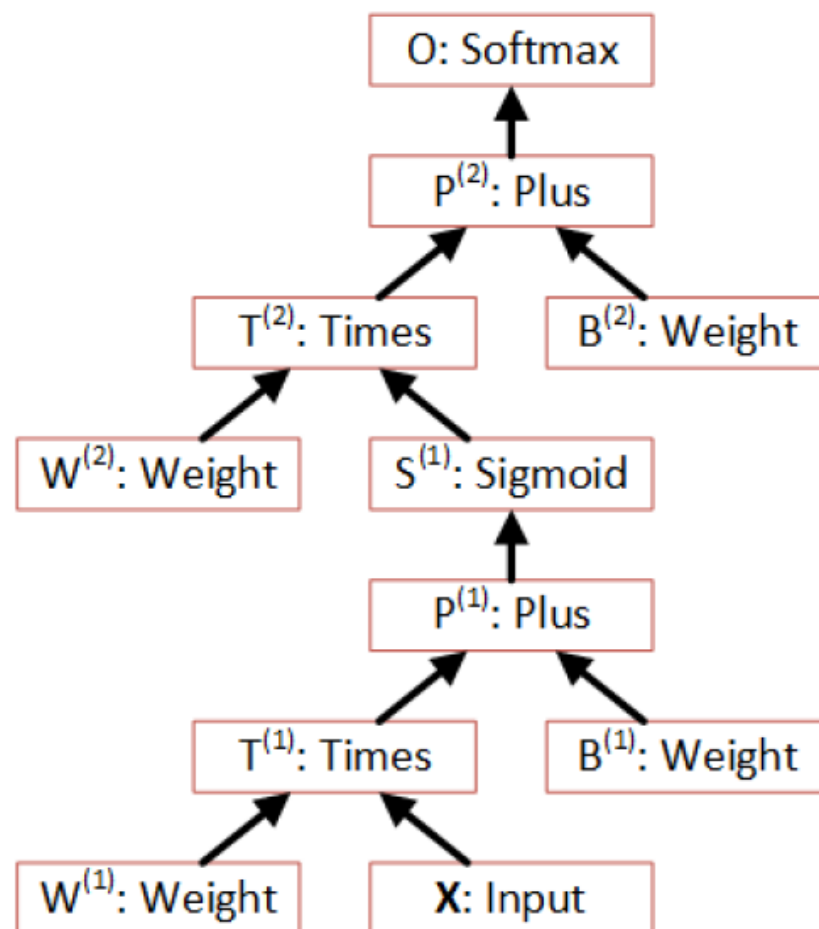 O: Softmax
P(2): Plus
T(2): Times
B(2): Weight
W(2): Weight
S(1): Sigmoid
P(1): Plus
T(1): Times
B(1): Weight
W(1): Weight
X: Input